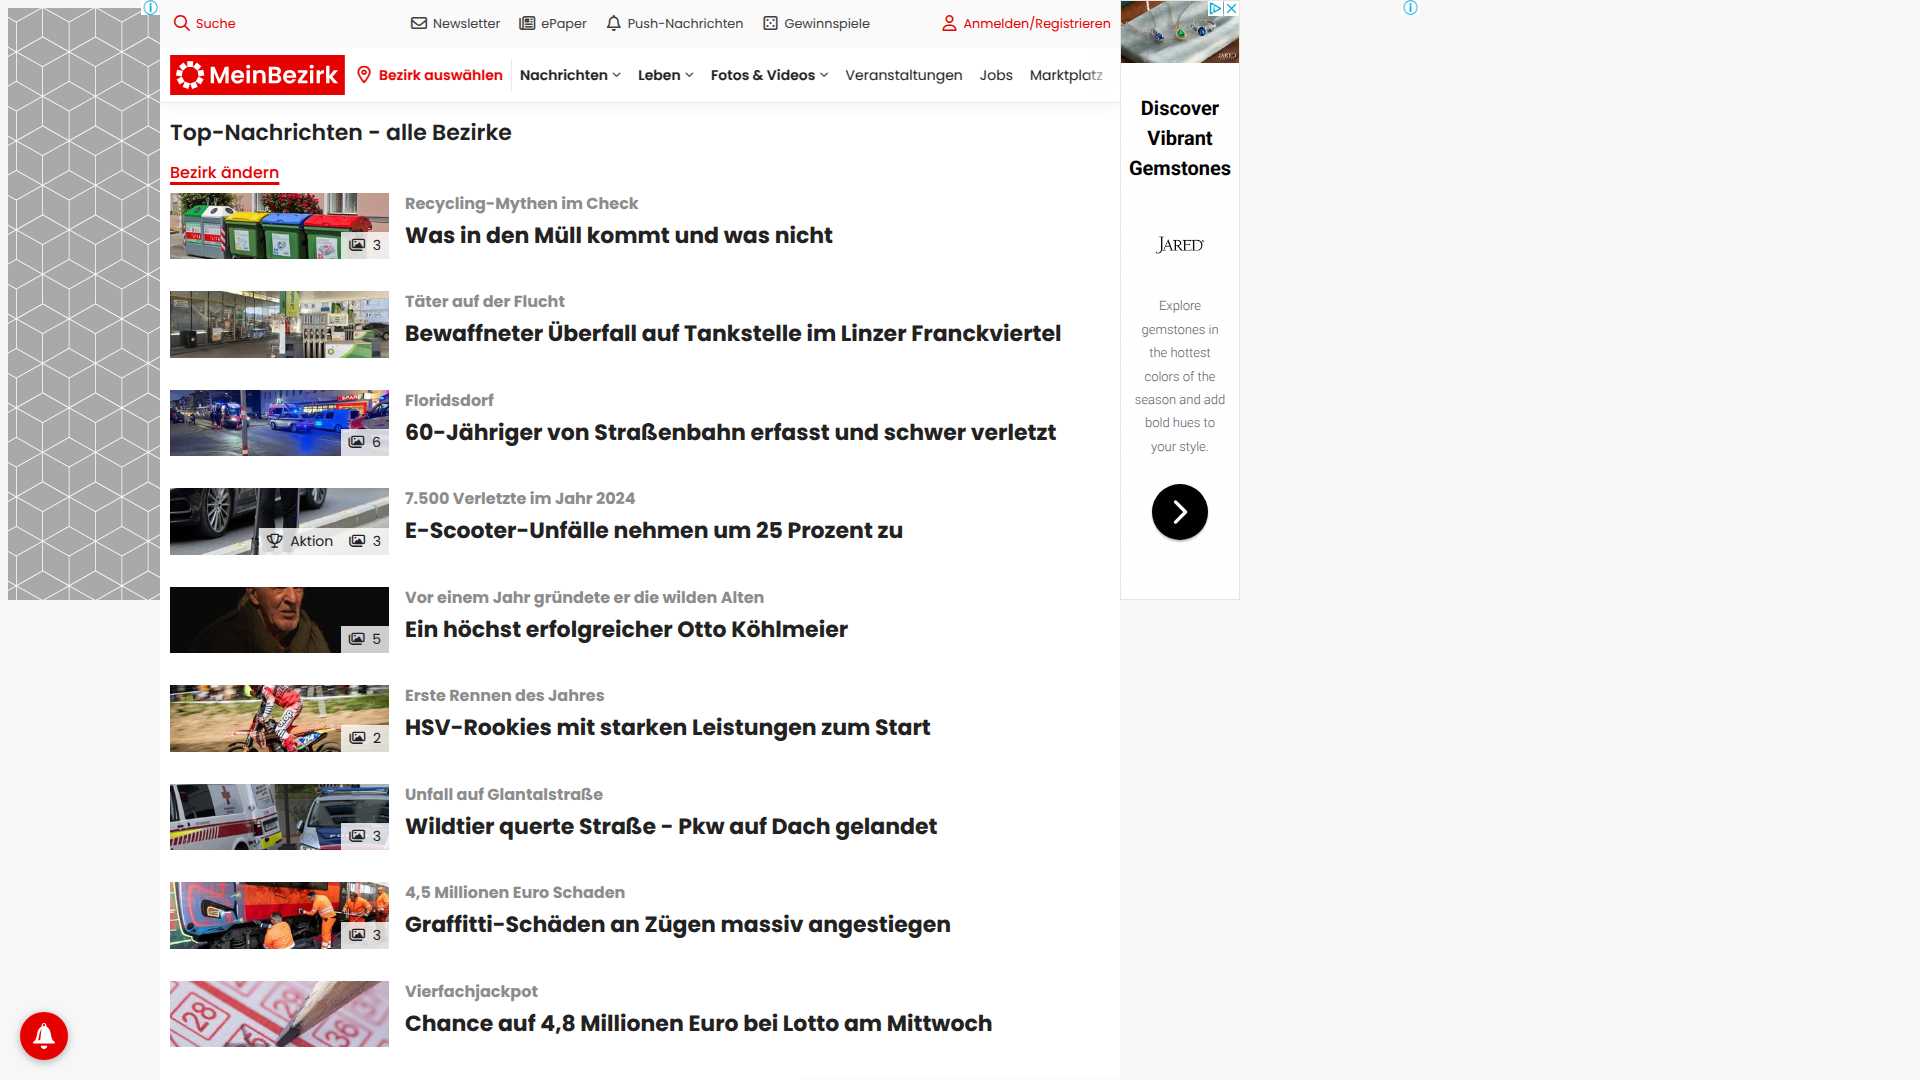 Suche
Newsletter
ePaper
Push-Nachrichten
Gewinnspiele
Anmelden/Registrieren
MeinBezirk
Bezirk auswählen
Nachrichten
Leben
Fotos & Videos
Veranstaltungen
Jobs
Marktplatz
Top-Nachrichten - alle Bezirke
Bezirk ändern
3
Recycling-Mythen im Check
Was in den Müll kommt und was nicht
Täter auf der Flucht
Bewaffneter Überfall auf Tankstelle im Linzer Franckviertel
6
Floridsdorf
60-Jähriger von Straßenbahn erfasst und schwer verletzt
Aktion
3
7.500 Verletzte im Jahr 2024
E-Scooter-Unfälle nehmen um 25 Prozent zu
5
Vor einem Jahr gründete er die wilden Alten
Ein höchst erfolgreicher Otto Köhlmeier
2
Erste Rennen des Jahres
HSV-Rookies mit starken Leistungen zum Start
3
Unfall auf Glantalstraße
Wildtier querte Straße - Pkw auf Dach gelandet
3
4,5 Millionen Euro Schaden
Graffitti-Schäden an Zügen massiv angestiegen
28
29
36
Vierfachjackpot
Chance auf 4,8 Millionen Euro bei Lotto am Mittwoch
JARED
Discover
Vibrant
Gemstones
JARED
Explore
gemstones in
the hottest
colors of the
season and add
bold hues to
your style.